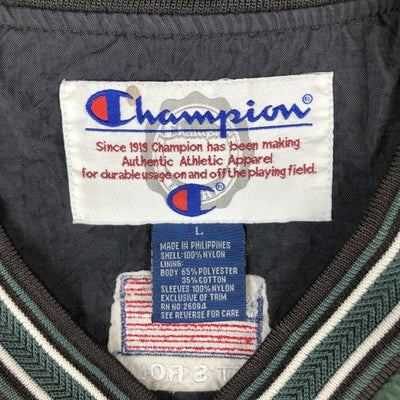 Champion®
Since 1919 Champion has been making
Authentic Athletic Apparel
for durable usage on and off the playing field.
L
MADE IN PHILIPPINES
SHELL: 100% NYLON
LINING:
BODY 65% POLYESTER
35% COTTON
SLEEVES 100% NYLON
EXCLUSIVE OF TRIM
RN NO 26094
SEE REVERSE FOR CARE